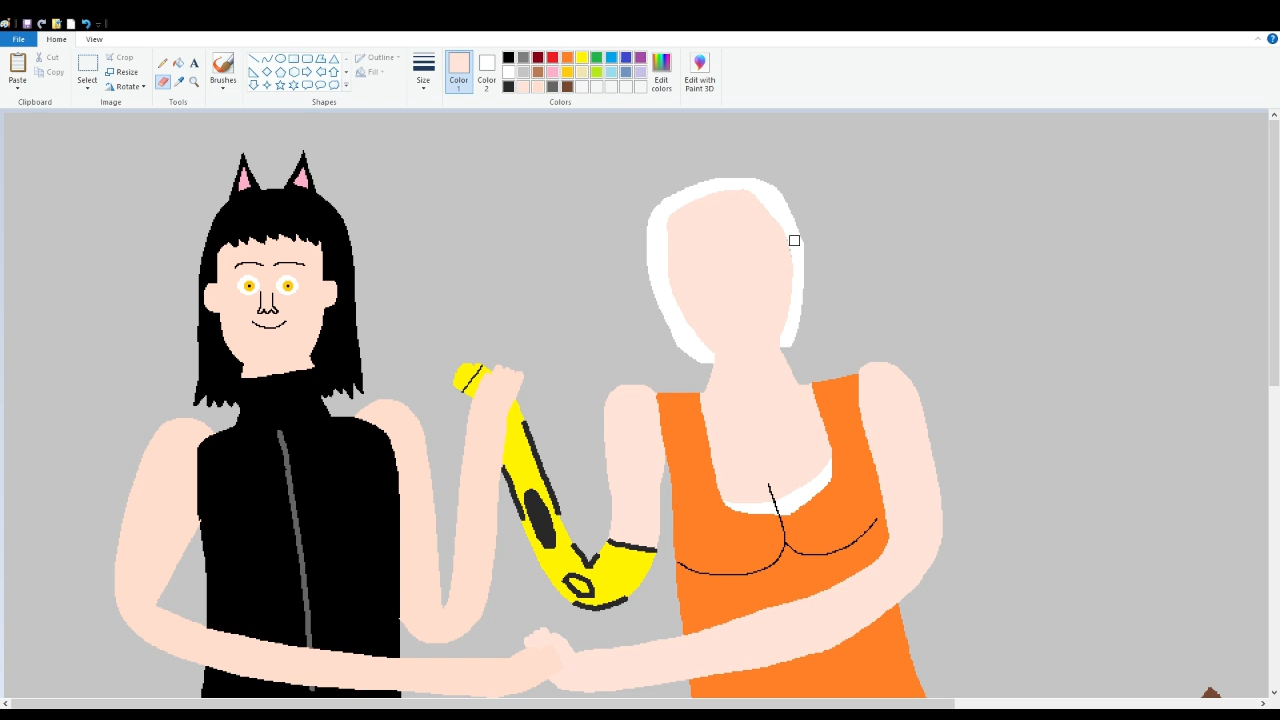 File Home View
Cut
Copy
Paste
Clipboard
Crop
Resize
Rotate
Select
Image
A
Tools
Brushes
Outline
Fill
Shapes
Size
Color 1
Color 2
Edit colors
Colors
Edit with Paint 3D